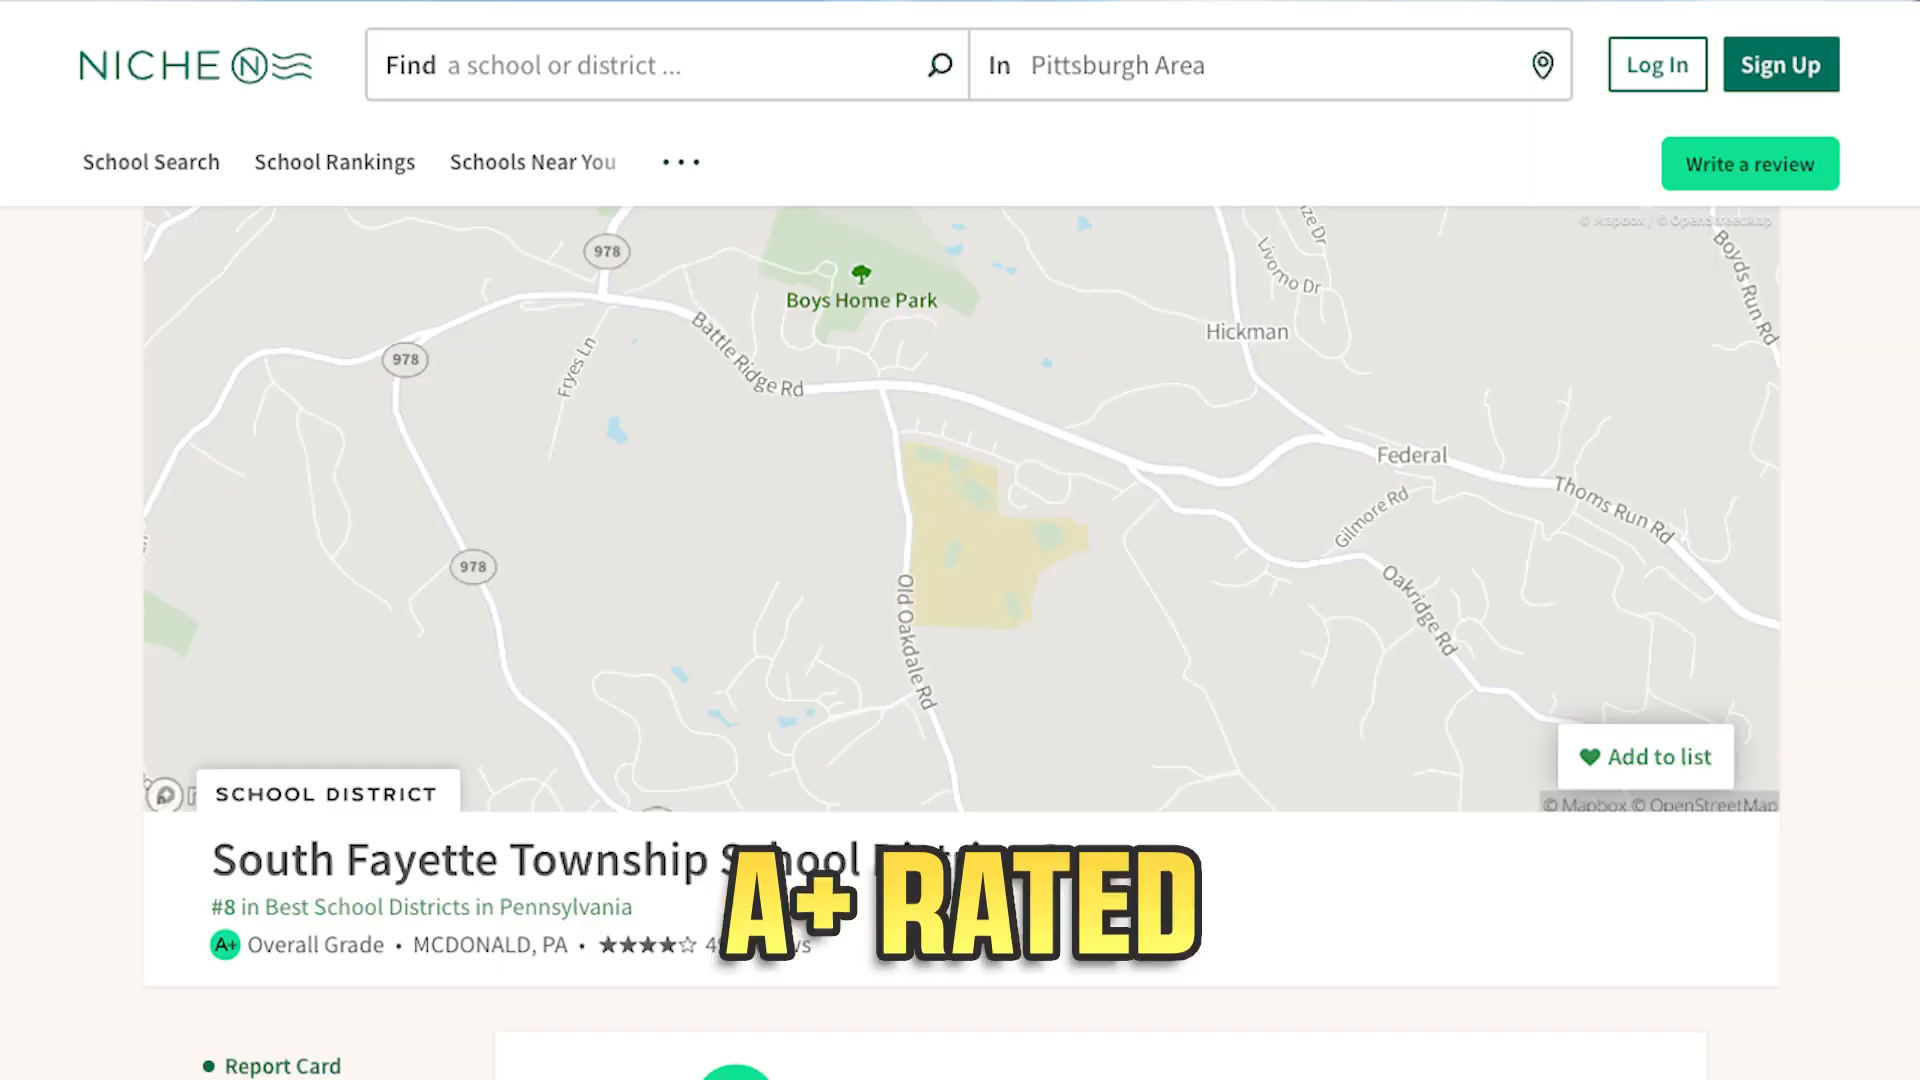 NICHE N
Find a school or district ...
In Pittsburgh Area
Log In
Sign Up
School Search
School Rankings
Schools Near You
...
Write a review
© Mapbox / © OpenStreetMap
978
Boys Home Park
Livomo Dr
Boyds Run Rd
Hickman
Battle Ridge Rd
978
Fryes Ln
Federal
Thoms Run Rd
Gilmore Rd
978
Oakridge Rd
Old Oakdale Rd
Add to list
SCHOOL DISTRICT
© Mapbox © OpenStreetMap
South Fayette Township School
A+ RATED
#8 in Best School Districts in Pennsylvania
A+ Overall Grade • MCDONALD, PA • ★★★★☆
Report Card